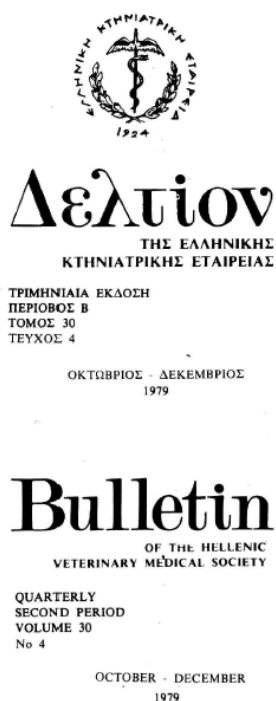 ΕΛΛΗΝΙΚΗ ΚΤΗΝΙΑΤΡΙΚΗ ΕΤΑΙΡΕΙΑ
1924
Δελτίον
ΤΗΣ ΕΛΛΗΝΙΚΗΣ
ΚΤΗΝΙΑΤΡΙΚΗΣ ΕΤΑΙΡΕΙΑΣ
ΤΡΙΜΗΝΙΑΙΑ ΕΚΔΟΣΗ
ΠΕΡΙΟΒΟΣ Β
ΤΟΜΟΣ 30
ΤΕΥΧΟΣ 4
ΟΚΤΩΒΡΙΟΣ - ΔΕΚΕΜΒΡΙΟΣ
1979
Bulletin
OF THE HELLENIC
VETERINARY MEDICAL SOCIETY
QUARTERLY
SECOND PERIOD
VOLUME 30
No 4
OCTOBER - DECEMBER
1979